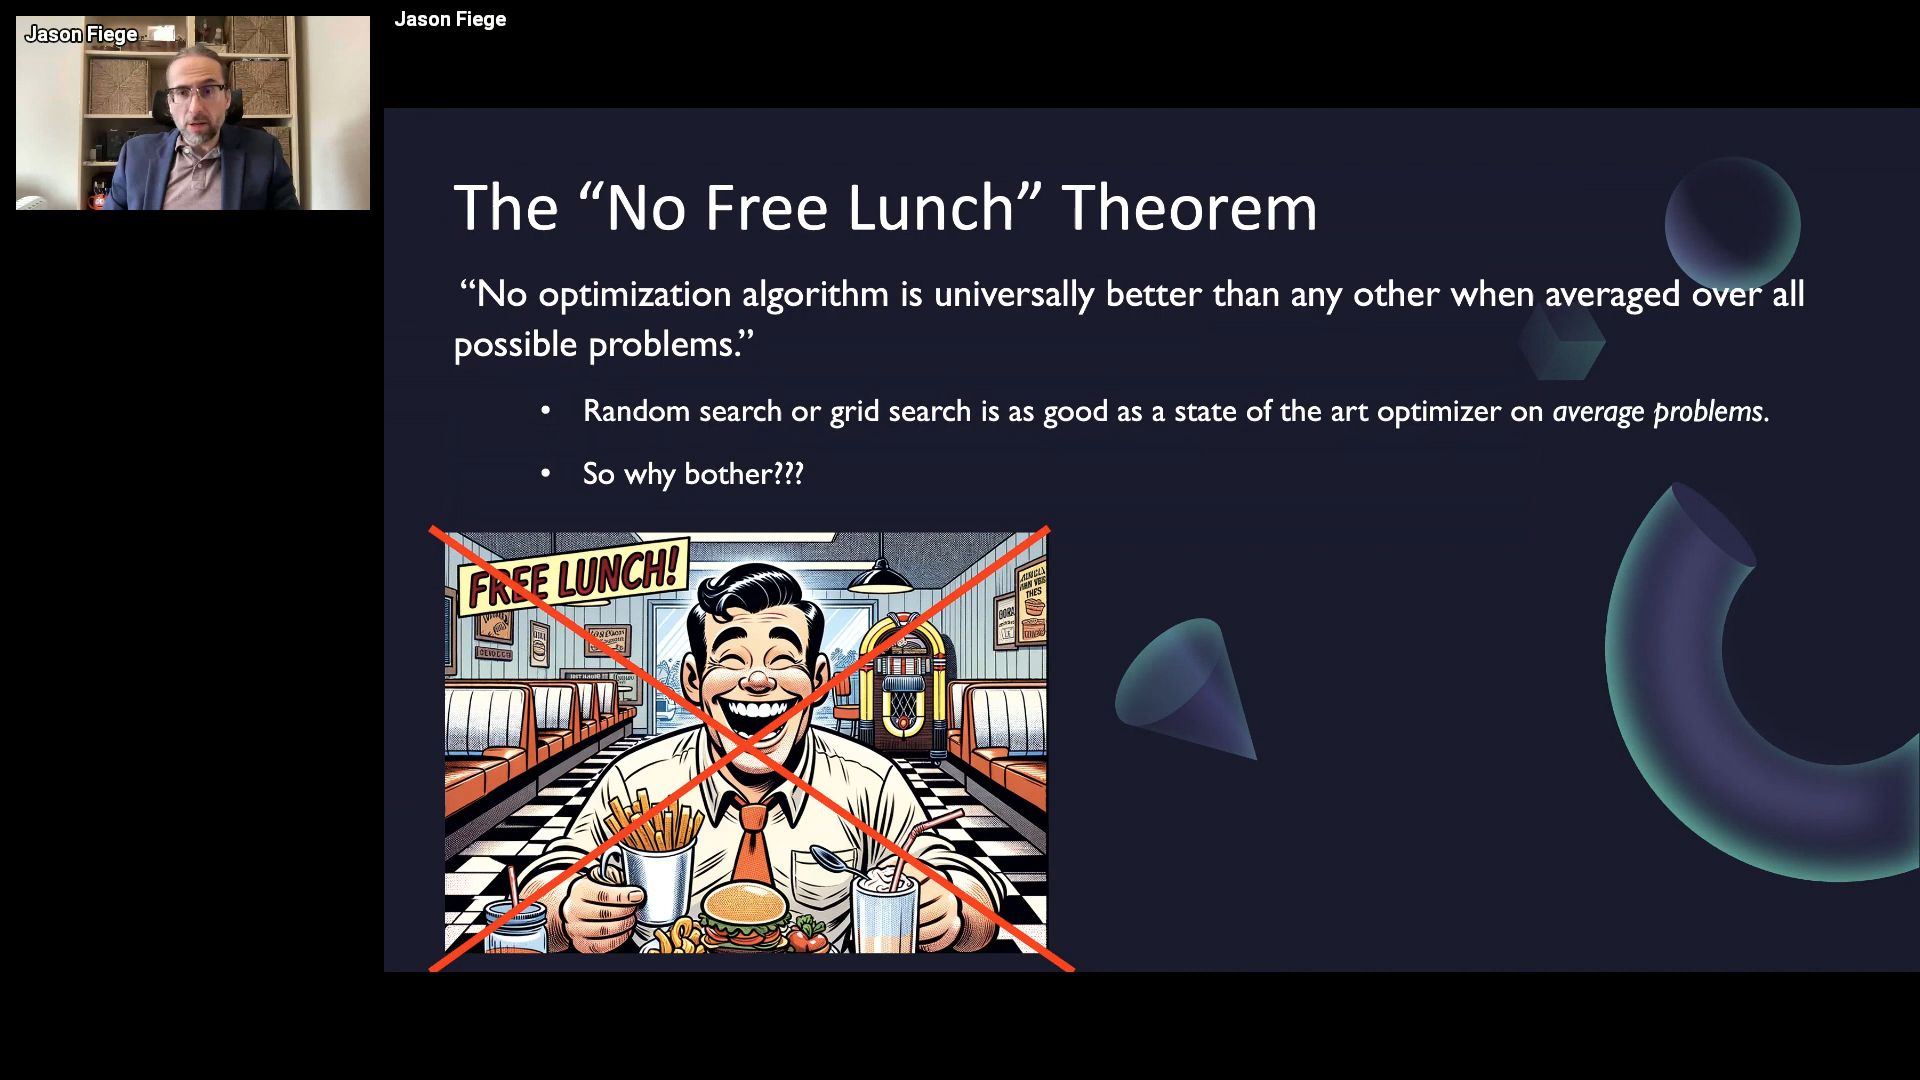 Jason Fiege
Jason Fiege
The “No Free Lunch” Theorem
“No optimization algorithm is universally better than any other when averaged over all
possible problems.”
• Random search or grid search is as good as a state of the art optimizer on average problems.
• So why bother???
FREE LUNCH!